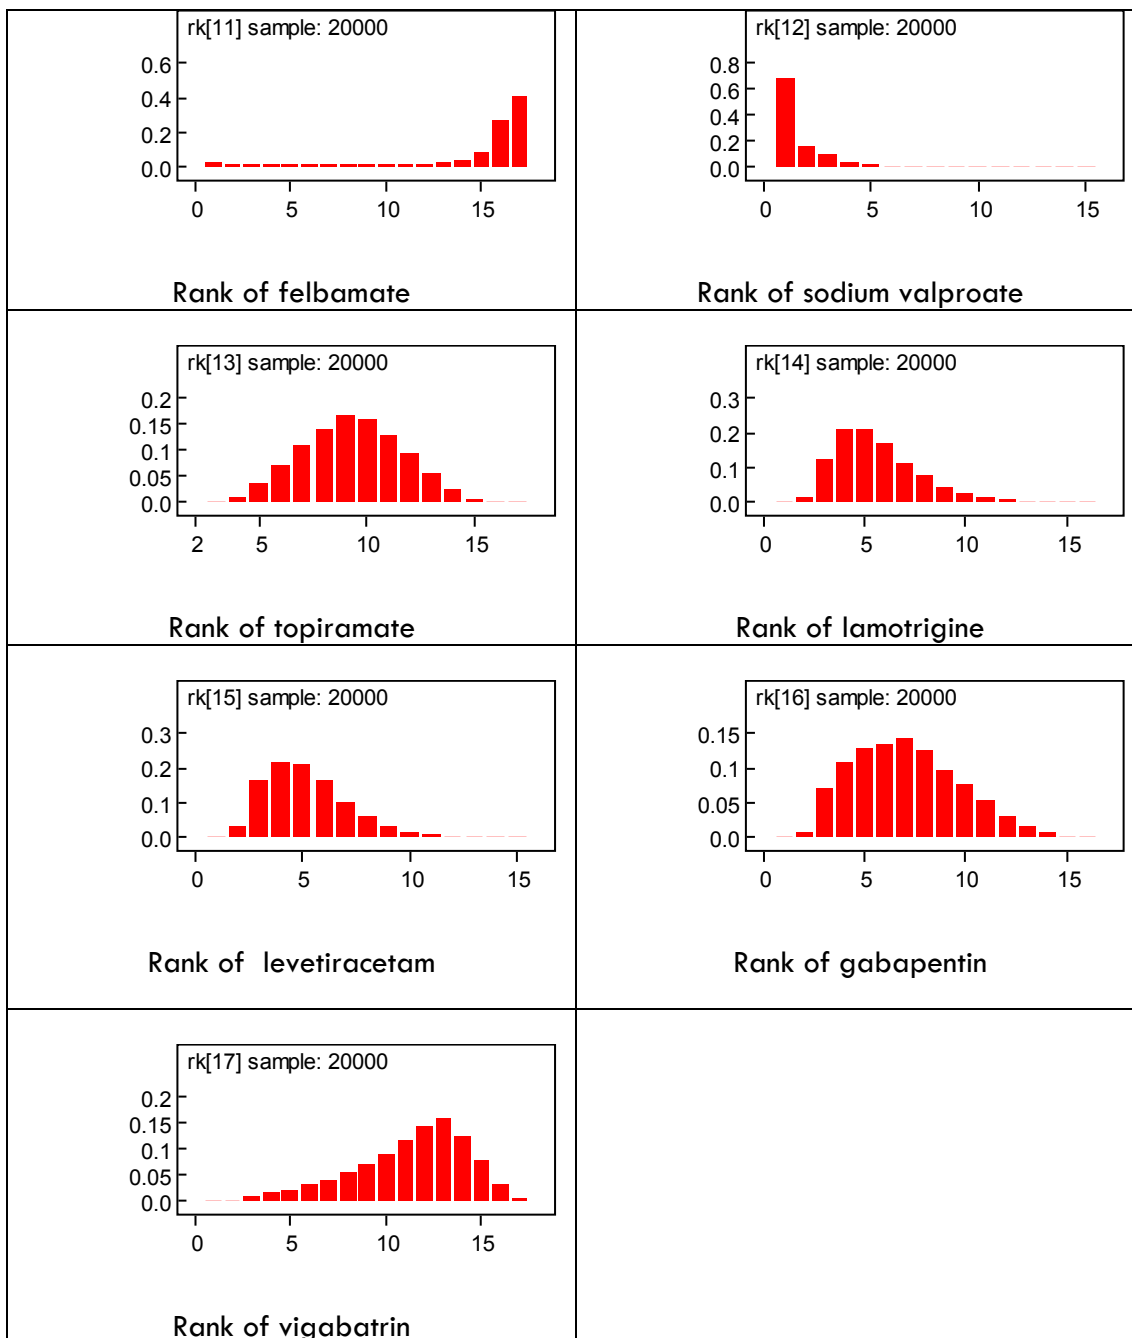 rk[11] sample: 20000
0.6
0.4
0.2
0.0
0 5 10 15
Rank of felbamate
rk[12] sample: 20000
0.8
0.6
0.4
0.2
0.0
0 5 10 15
Rank of sodium valproate
rk[13] sample: 20000
0.2
0.15
0.1
0.05
0.0
2 5 10 15
Rank of topiramate
rk[14] sample: 20000
0.3
0.2
0.1
0.0
0 5 10 15
Rank of lamotrigine
rk[15] sample: 20000
0.3
0.2
0.1
0.0
0 5 10 15
Rank of levetiracetam
rk[16] sample: 20000
0.15
0.1
0.05
0.0
0 5 10 15
Rank of gabapentin
rk[17] sample: 20000
0.2
0.15
0.1
0.05
0.0
0 5 10 15
Rank of vigabatrin